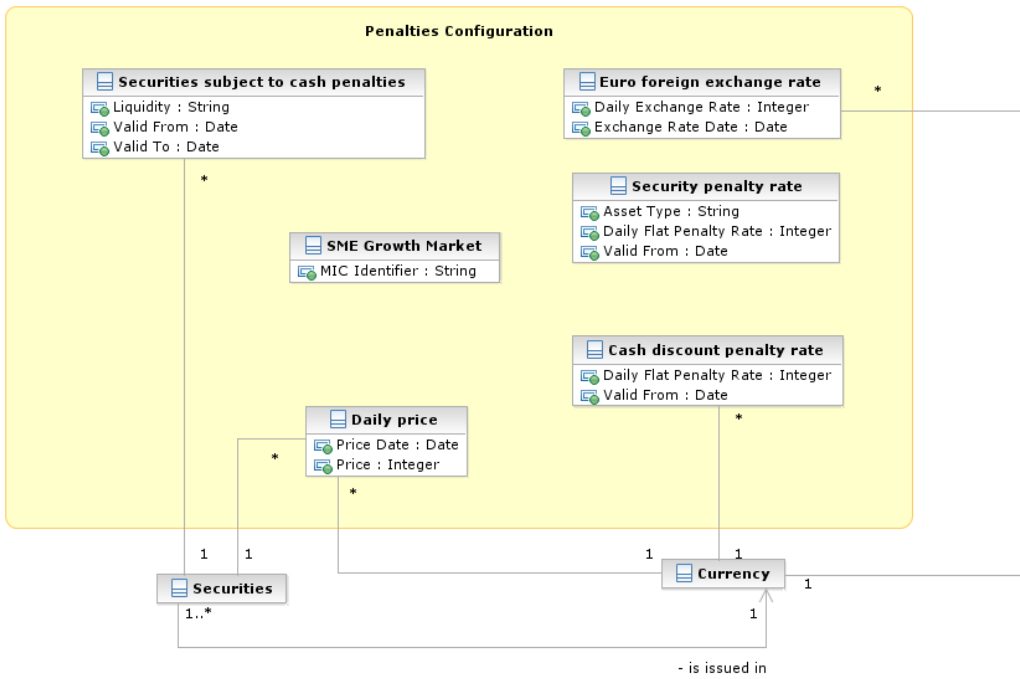 Penalties Configuration
Securities subject to cash penalties
Liquidity : String
Valid From : Date
Valid To : Date
*
Euro foreign exchange rate
Daily Exchange Rate : Integer
Exchange Rate Date : Date
*
Security penalty rate
Asset Type : String
Daily Flat Penalty Rate : Integer
Valid From : Date
SME Growth Market
MIC Identifier : String
Cash discount penalty rate
Daily Flat Penalty Rate : Integer
Valid From : Date
*
Daily price
Price Date : Date
Price : Integer
*
*
1
1
1
1
Securities
Currency
1
1..*
1
- is issued in